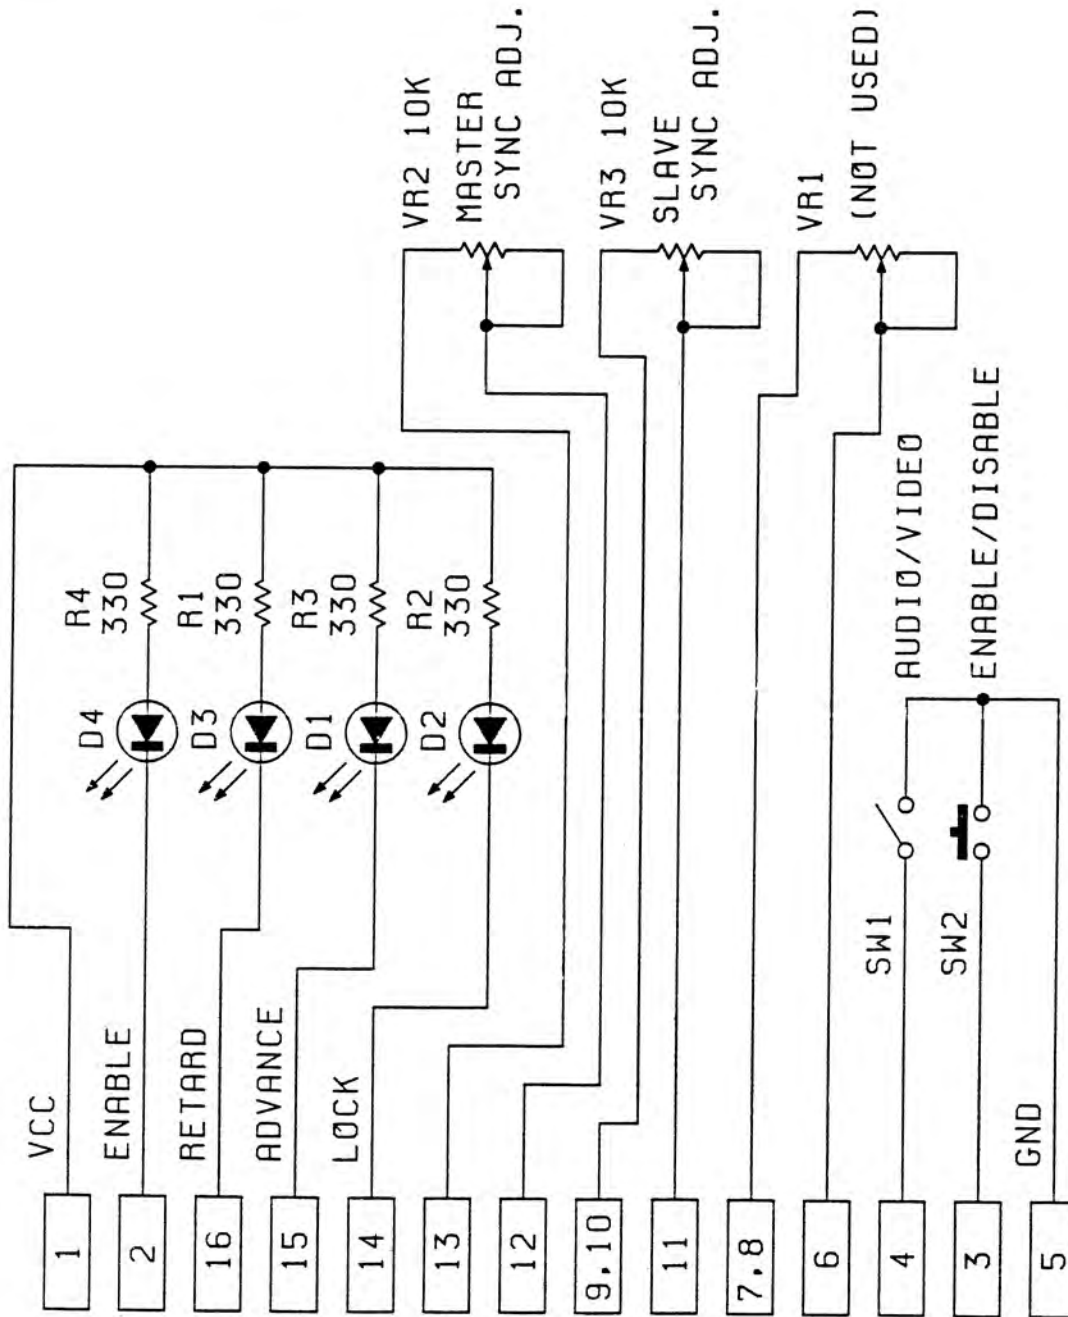 VCC
1
ENABLE
2
RETARD
16
ADVANCE
15
LOCK
14
13
12
9,10
11
7,8
6
4
3
GND
5
D4
R4
330
D3
R1
330
D1
R3
330
D2
R2
330
VR2 10K
MASTER
SYNC ADJ.
VR3 10K
SLAVE
SYNC ADJ.
VR1
(NOT USED)
SW1
AUDIO/VIDEO
SW2
ENABLE/DISABLE